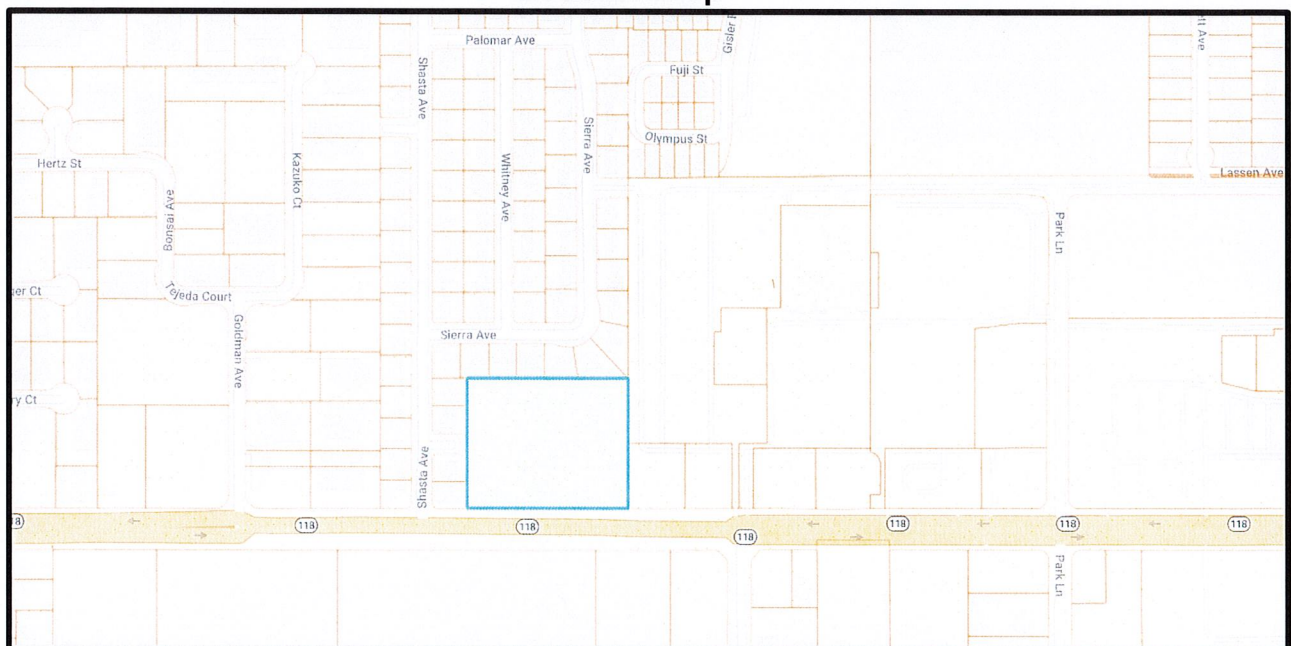 Palomar Ave
Fuji St
Shasta Ave
Sierra Ave
Olympus St
Hertz St
Kazuko Ct
Whitney Ave
Lassen Ave
Bonsai Ave
Park Ln
Tejeda Court
Goldman Ave
Sierra Ave
Shasta Ave
118
118
118
118
118
118
Park Ln